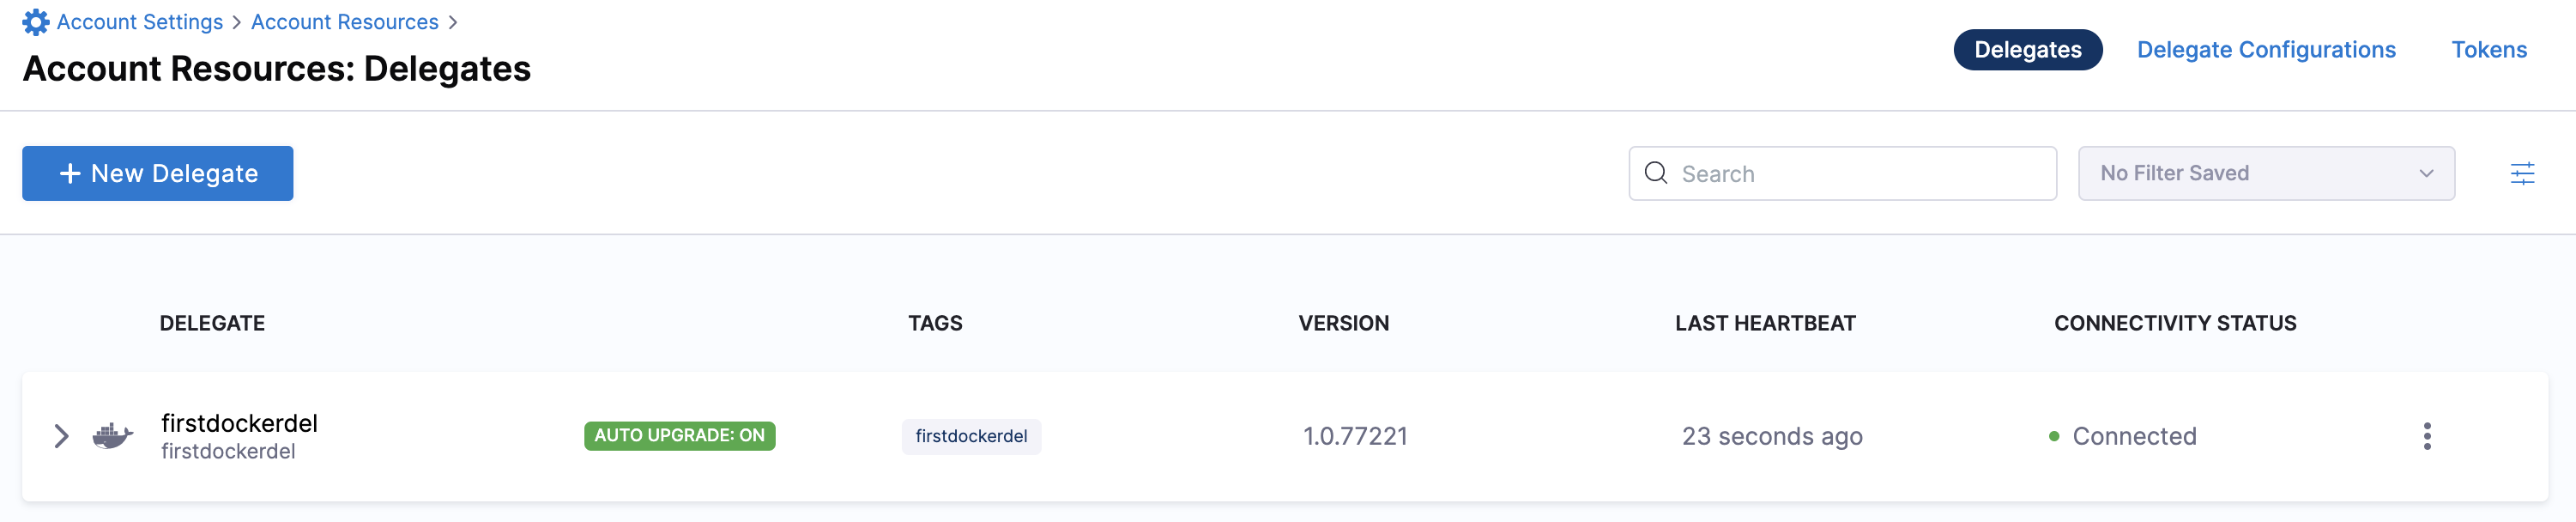 Account Settings > Account Resources >
Account Resources: Delegates
Delegates Delegate Configurations Tokens
+ New Delegate
Search
No Filter Saved
DELEGATE TAGS VERSION LAST HEARTBEAT CONNECTIVITY STATUS
firstdockerdel
firstdockerdel
AUTO UPGRADE: ON
firstdockerdel
1.0.77221
23 seconds ago
Connected